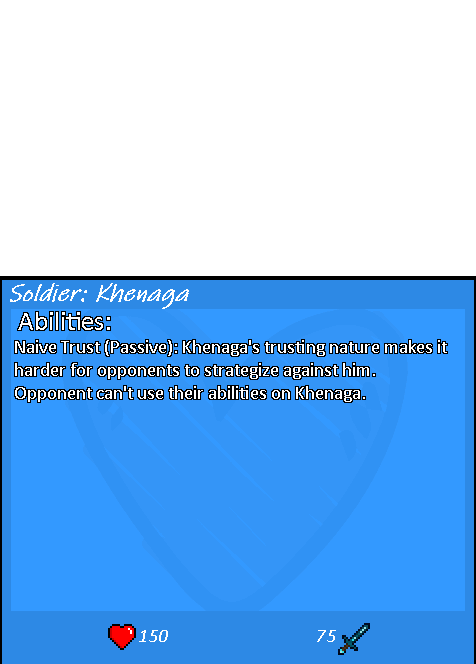 Soldier: Khenaga
Abilities:
Naive Trust (Passive): Khenaga's trusting nature makes it
harder for opponents to strategize against him.
Opponent can't use their abilities on Khenaga.
150
75